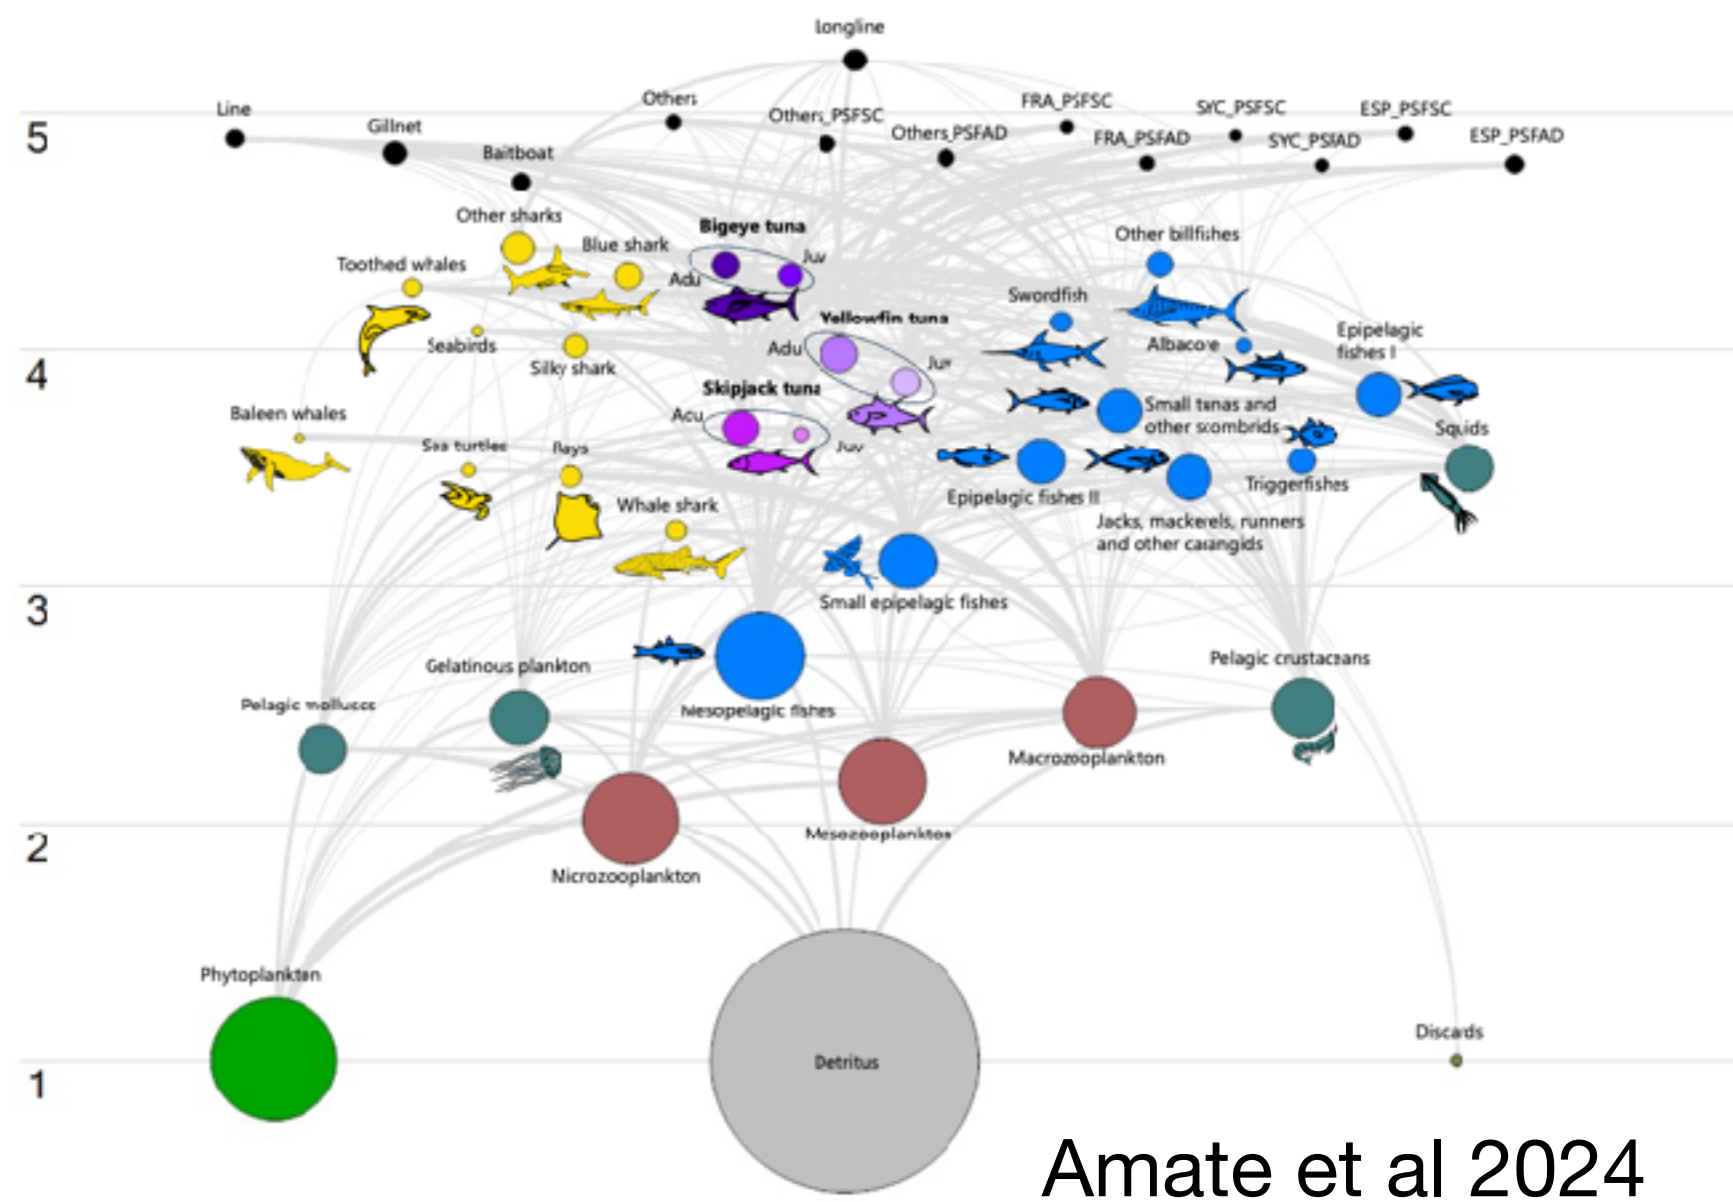 Longline
5
Line
Gillnet
Baitboat
Others
Others_PSFSC
Others_PSFAD
FRA_PSFSC
FRA_PSFAD
SYC_PSFSC
SYC_PSFAD
ESP_PSFSC
ESP_PSFAD
Other sharks
Blue shark
Toothed whales
Seabirds
Silky shark
Bigeye tuna
Adu
Juv
Yellowfin tuna
Adu
Juv
Skipjack tuna
Adu
Juv
Other billfishes
Swordfish
Albacore
Epipelagic
fishes I
4
Baleen whales
Sea turtles
Rays
Whale shark
Small tunas and
other scombrids
Squids
Epipelagic fishes II
Triggerfishes
Jacks, mackerels, runners
and other carangids
Small epipelagic fishes
3
Gelatinous plankton
Pelagic molluscs
Mesopelagic fishes
Pelagic crustaceans
Macrozooplankton
Mesozooplankton
2
Microzooplankton
Phytoplankton
Detritus
Discards
1
Amate et al 2024